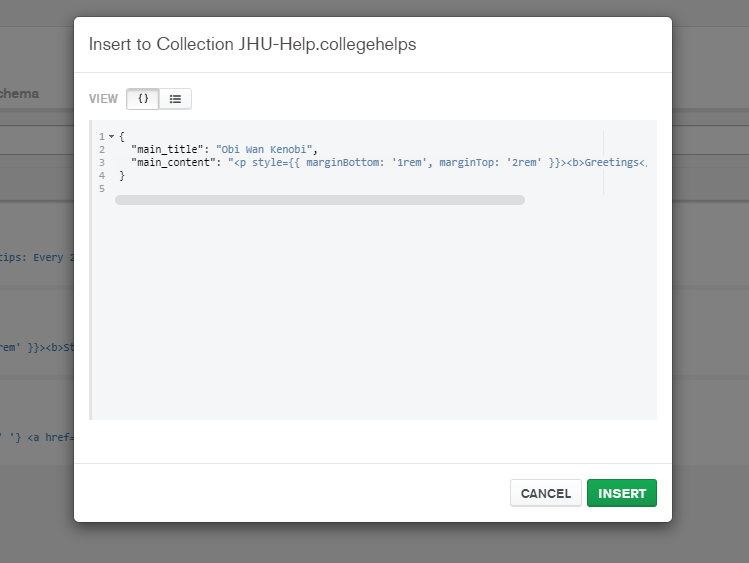 Insert to Collection JHU-Help.collegehelps
chema
VIEW {}
1 {
2 "main_title": "Obi Wan Kenobi",
3 "main_content": "<p style={{ marginBottom: '1rem', marginTop: '2rem' }}><b>Greetings<
4 }
5
tips: Every 2
rem' }}><b>St
' '} <a href=
CANCEL INSERT